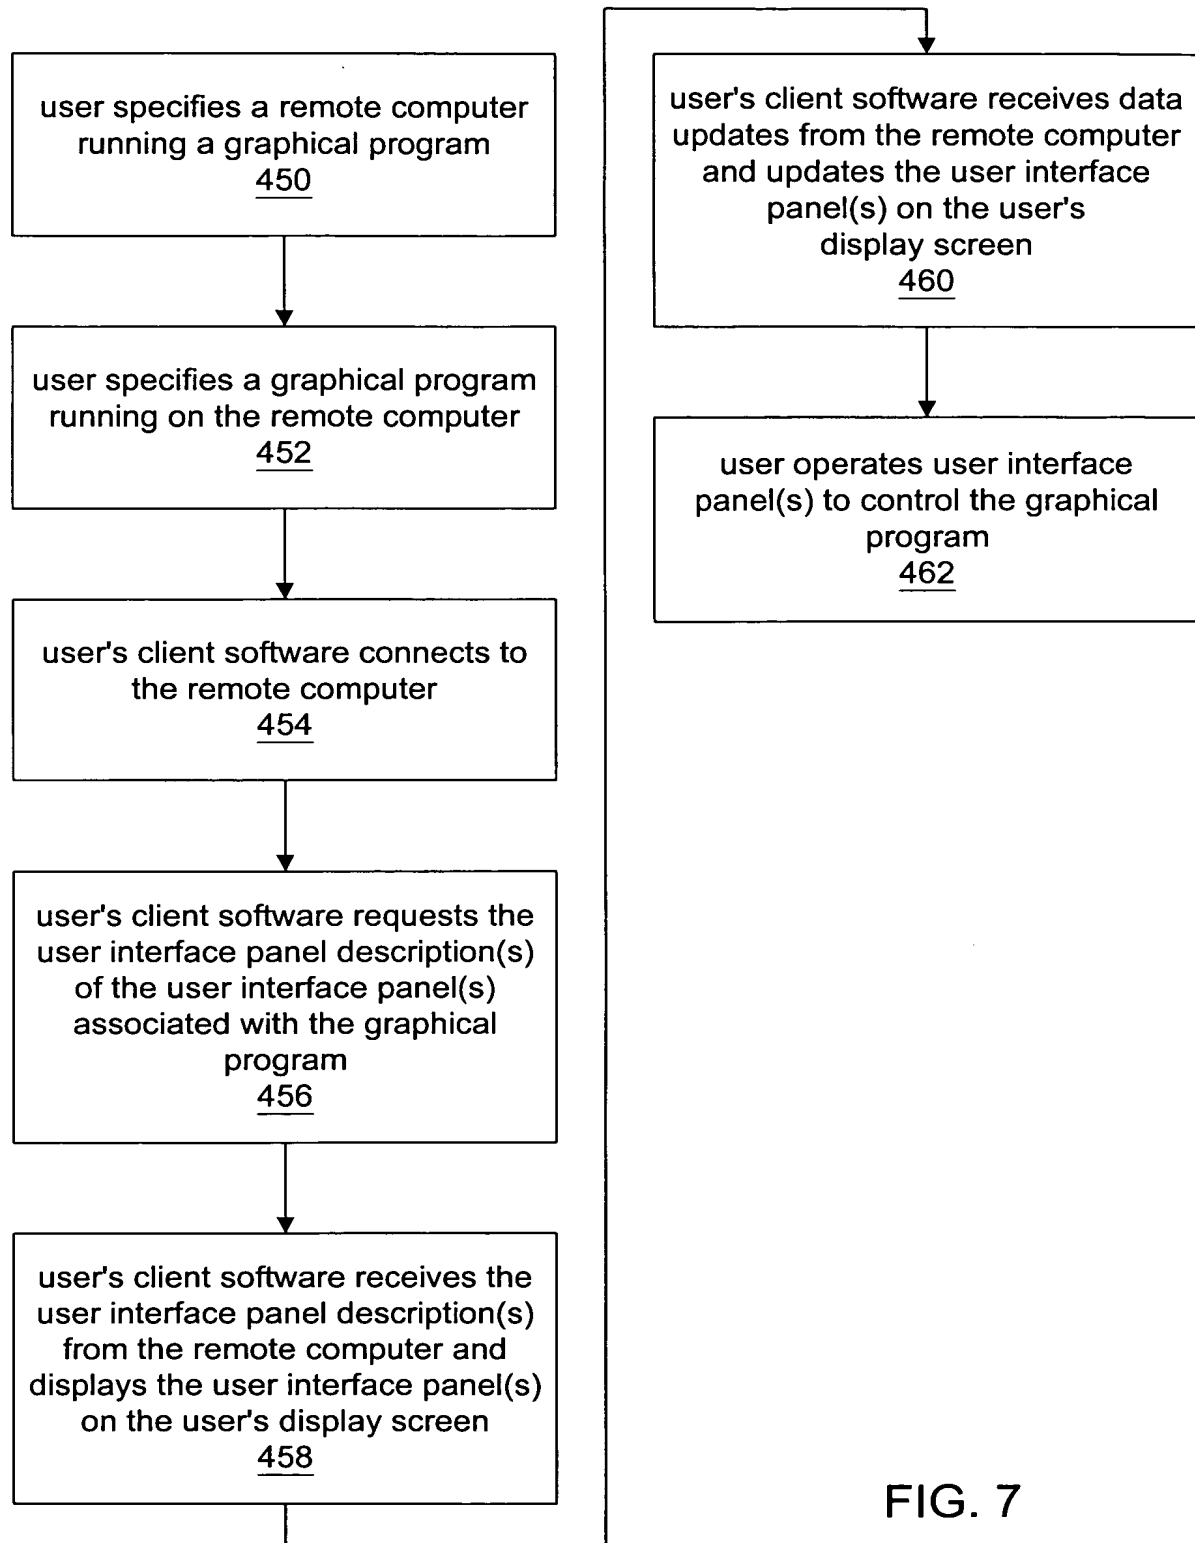 user specifies a remote computer
running a graphical program
450
user specifies a graphical program
running on the remote computer
452
user's client software connects to
the remote computer
454
user's client software requests the
user interface panel description(s)
of the user interface panel(s)
associated with the graphical
program
456
user's client software receives the
user interface panel description(s)
from the remote computer and
displays the user interface panel(s)
on the user's display screen
458
user's client software receives data
updates from the remote computer
and updates the user interface
panel(s) on the user's
display screen
460
user operates user interface
panel(s) to control the graphical
program
462
FIG. 7